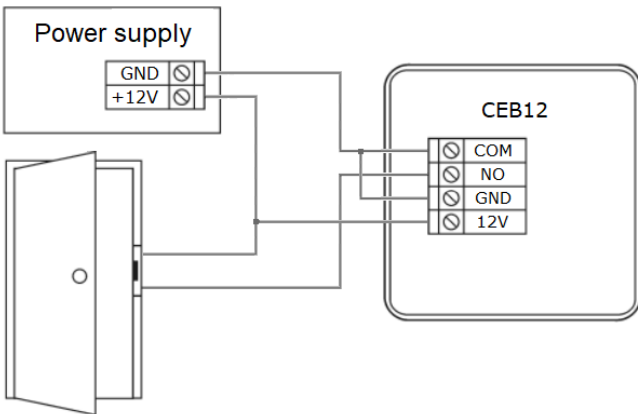 Power supply
GND
+12V
CEB12
COM
NO
GND
12V